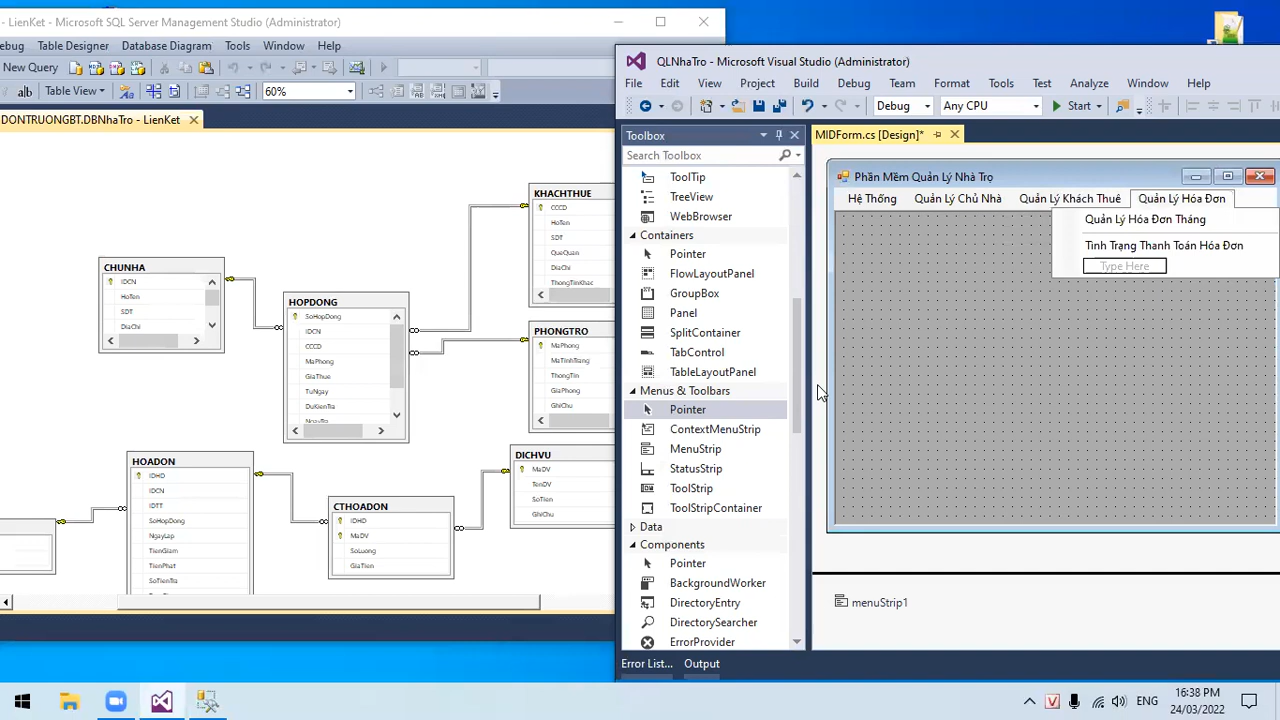 - LienKet - Microsoft SQL Server Management Studio (Administrator)
ebug Table Designer Database Diagram Tools Window Help
New Query
Table View 60%
DONTRUONGBT.DBNhaTro - LienKet
CHUNHA
IDCN
HoTen
SDT
DiaChi
HOPDONG
SoHopDong
IDCN
CCCD
MaPhong
GiaThue
TuNgay
DuKienTra
NgayTra
KHACHTHUE
CCCD
HoTen
SDT
QueQuan
DiaChi
ThongTinKhac
PHONGTRO
MaPhong
MaTinhTrang
ThongTin
GiaPhong
GhiChu
HOADON
IDHD
IDCN
IDTT
SoHopDong
NgayLap
TienGiam
TienPhat
SoTienTra
CTHOADON
IDHD
MaDV
SoLuong
GiaTien
DICHVU
MaDV
TenDV
SoTien
GhiChu
QLNhaTro - Microsoft Visual Studio (Administrator)
File Edit View Project Build Debug Team Format Tools Test Analyze Window Help
Debug Any CPU Start
Toolbox
Search Toolbox
ToolTip
TreeView
WebBrowser
Containers
Pointer
FlowLayoutPanel
GroupBox
Panel
SplitContainer
TabControl
TableLayoutPanel
Menus & Toolbars
Pointer
ContextMenuStrip
MenuStrip
StatusStrip
ToolStrip
ToolStripContainer
Data
Components
Pointer
BackgroundWorker
DirectoryEntry
DirectorySearcher
ErrorProvider
Error List... Output
MIDForm.cs [Design]*
Phần Mềm Quản Lý Nhà Trọ
Hệ Thống Quản Lý Chủ Nhà Quản Lý Khách Thuê Quản Lý Hóa Đơn
Quản Lý Hóa Đơn Tháng
Tình Trạng Thanh Toán Hóa Đơn
Type Here
menuStrip1
V ENG 16:38 PM
24/03/2022